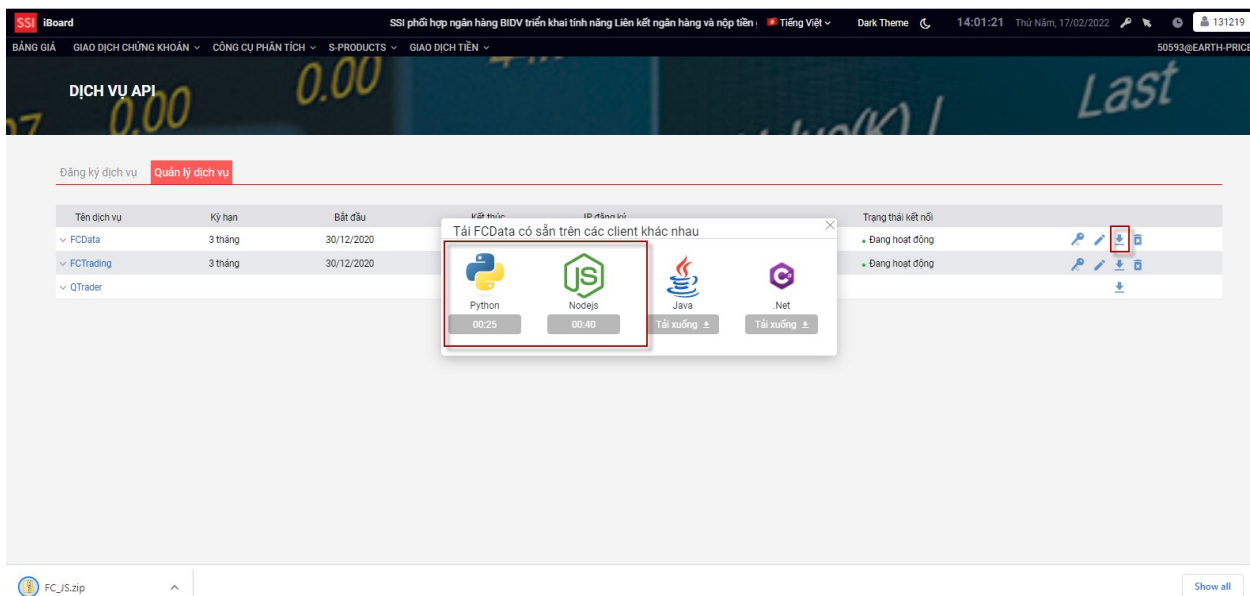 SSI iBoard SSI phối hợp ngân hàng BIDV triển khai tính năng Liên kết ngân hàng và nộp tiền Tiếng Việt Dark Theme 14:01:21 Thứ Năm, 17/02/2022 131219
BẢNG GIÁ GIAO DỊCH CHỨNG KHOÁN CÔNG CỤ PHÂN TÍCH S-PRODUCTS GIAO DỊCH TIỀN 50593@EARTH-PRICE
DỊCH VỤ API
0.00 0.00 Last
Đăng ký dịch vụ Quản lý dịch vụ
Tên dịch vụ Kỳ hạn Bắt đầu Kết thúc IP đăng ký Trạng thái kết nối
FCData 3 tháng 30/12/2020 Đang hoạt động
FCTrading 3 tháng 30/12/2020 Đang hoạt động
QTrader
Tải FCData có sẵn trên các client khác nhau
JS
Python Nodejs Java .Net
00:25 00:40 Tải xuống Tải xuống
FC_JS.zip Show all